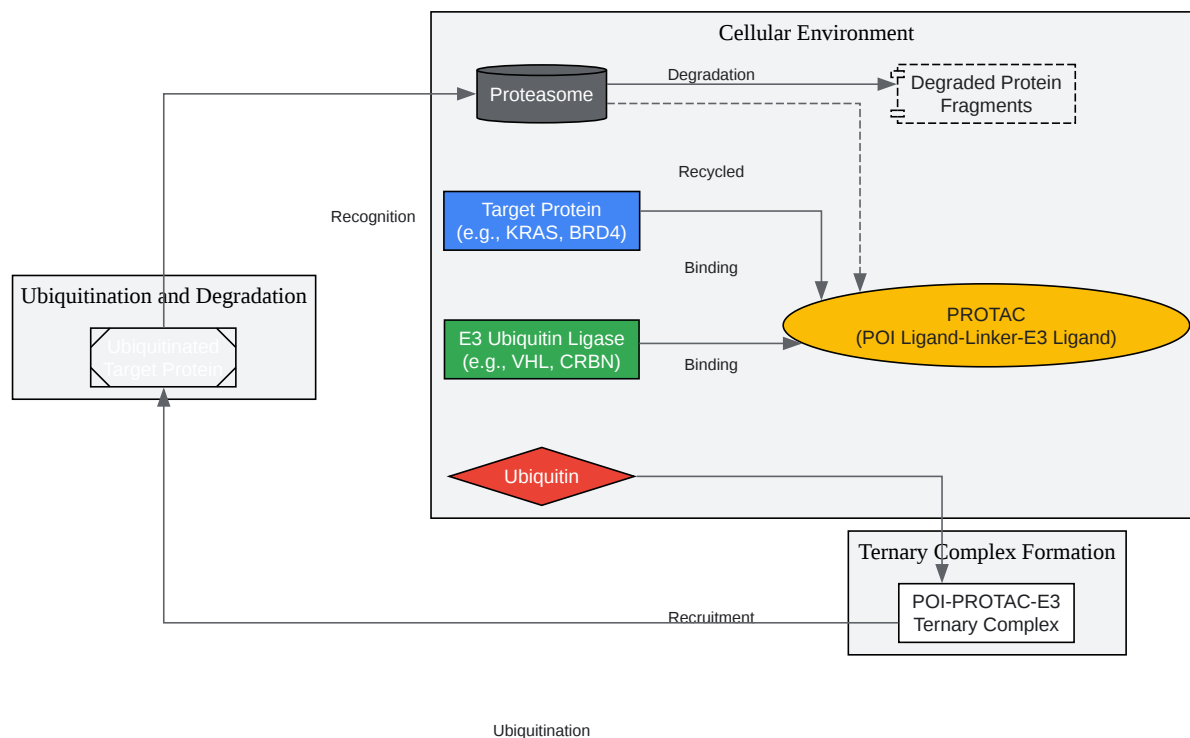 Cellular Environment
Proteasome
Degradation
Degraded Protein
Fragments
Recycled
Target Protein
(e.g., KRAS, BRD4)
Recognition
Binding
Ubiquitination and Degradation
Ubiquitinated
Target Protein
PROTAC
(POI Ligand-Linker-E3 Ligand)
E3 Ubiquitin Ligase
(e.g., VHL, CRBN)
Binding
Ubiquitin
Ternary Complex Formation
POI-PROTAC-E3
Ternary Complex
Recruitment
Ubiquitination